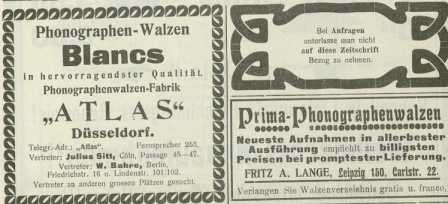 Phonographen-Walzen
Blancs
in hervorragendster Qualität.
Phonographenwalzen-Fabrik
„ATLAS“
Düsseldorf.
Telegr.-Adr.: „Atlas“. Fernsprecher 253.
Vertreter: Julius Sitt, Cöln, Passage 45—47.
Vertreter: W. Bahre, Berlin,
Friedrichstr. 16 u. Lindenstr. 101/102.
Vertreter an anderen grossen Plätzen gesucht.
Bei Anfragen
unterlasse man nicht
auf diese Zeitschrift
Bezug zu nehmen.
Prima-Phonographenwalzen
Neueste Aufnahmen in allerbester
Ausführung empfiehlt zu billigsten
Preisen bei promptester Lieferung.
FRITZ A. LANGE, Leipzig 150, Carlstr. 22.
Verlangen Sie Walzenverzeichnis gratis u. franco.